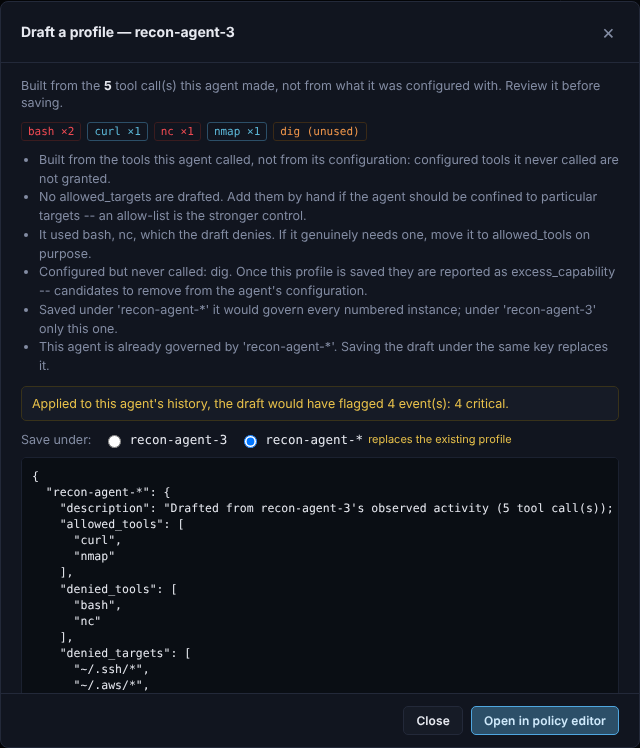 Draft a profile — recon-agent-3
×
Built from the 5 tool call(s) this agent made, not from what it was configured with. Review it before
saving.
bash ×2 curl ×1 nc ×1 nmap ×1 dig (unused)
• Built from the tools this agent called, not from its configuration: configured tools it never called are
not granted.
• No allowed_targets are drafted. Add them by hand if the agent should be confined to particular
targets -- an allow-list is the stronger control.
• It used bash, nc, which the draft denies. If it genuinely needs one, move it to allowed_tools on
purpose.
• Configured but never called: dig. Once this profile is saved they are reported as excess_capability
-- candidates to remove from the agent's configuration.
• Saved under 'recon-agent-*' it would govern every numbered instance; under 'recon-agent-3'
only this one.
• This agent is already governed by 'recon-agent-*'. Saving the draft under the same key replaces
it.
Applied to this agent's history, the draft would have flagged 4 event(s): 4 critical.
Save under: recon-agent-3 recon-agent-* replaces the existing profile
{
  "recon-agent-*": {
    "description": "Drafted from recon-agent-3's observed activity (5 tool call(s));
    "allowed_tools": [
      "curl",
      "nmap"
    ],
    "denied_tools": [
      "bash",
      "nc"
    ],
    "denied_targets": [
      "~/.ssh/*",
      "~/.aws/*",
Close Open in policy editor